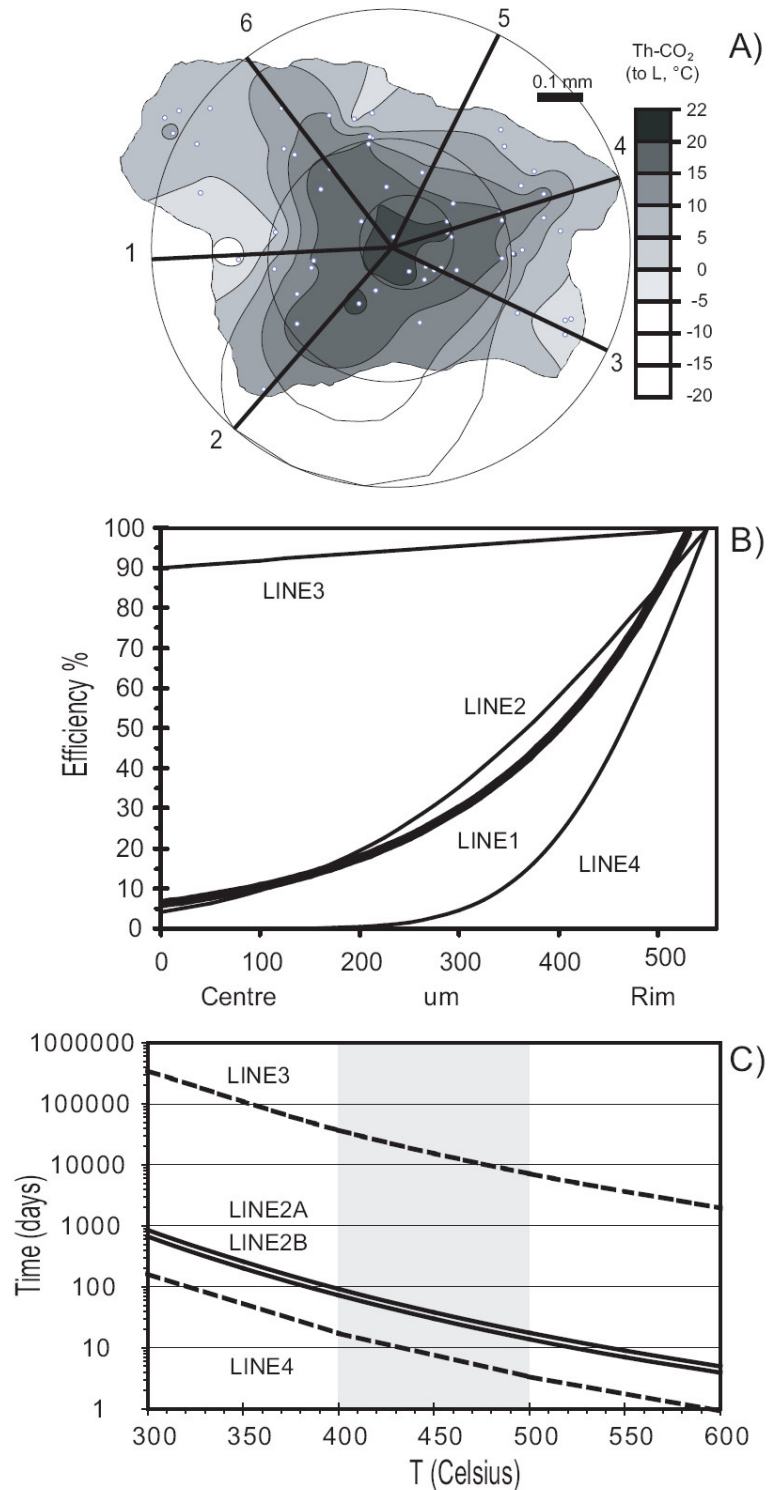 A)
Th-CO₂
(to L, °C)
22
20
15
10
5
0
-5
-10
-15
-20
0.1 mm
1
2
3
4
5
6
B)
Efficiency %
100
90
80
70
60
50
40
30
20
10
0
LINE3
LINE2
LINE1
LINE4
0 100 200 300 400 500
Centre um Rim
C)
Time (days)
1000000
100000
10000
1000
100
10
1
LINE3
LINE2A
LINE2B
LINE4
300 350 400 450 500 550 600
T (Celsius)